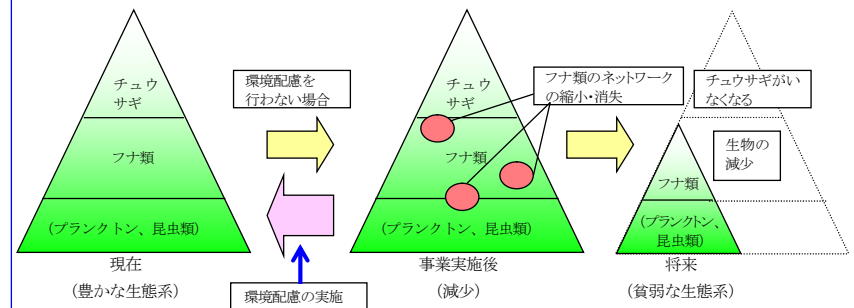 チュウ
サギ
フナ類
(プランクトン、昆虫類)
現在
(豊かな生態系)
環境配慮を
行わない場合
環境配慮の実施
チュウ
サギ
フナ類
(プランクトン、昆虫類)
事業実施後
(減少)
フナ類のネットワーク
の縮小・消失
チュウサギがい
なくなる
生物の
減少
フナ類
(プランクトン、
昆虫類)
将来
(貧弱な生態系)